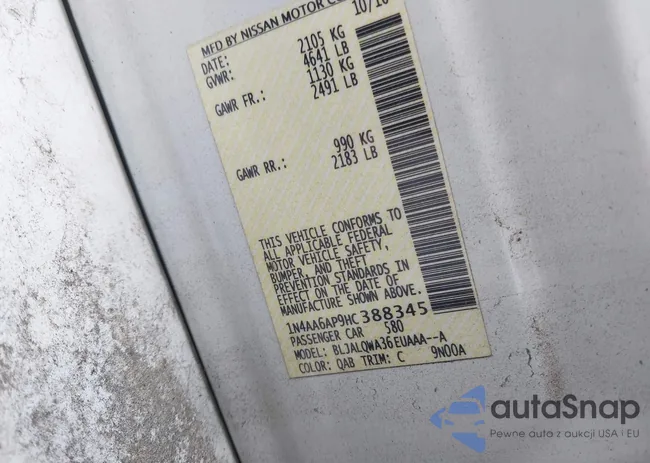 MFD BY NISSAN MOTOR CO
DATE: 10/16
GVWR: 2105 KG
4641 LB
GAWR FR.: 1130 KG
2491 LB
GAWR RR.: 990 KG
2183 LB
THIS VEHICLE CONFORMS TO
ALL APPLICABLE FEDERAL
MOTOR VEHICLE SAFETY,
BUMPER, AND THEFT
PREVENTION STANDARDS IN
EFFECT ON THE DATE OF
MANUFACTURE SHOWN ABOVE.
1N4AA6AP9HC388345
PASSENGER CAR 580
MODEL: BLJALQWA36EUAAA--A
COLOR: QAB TRIM: C 9N00A
autaSnap
Pewne auta z aukcji USA i EU